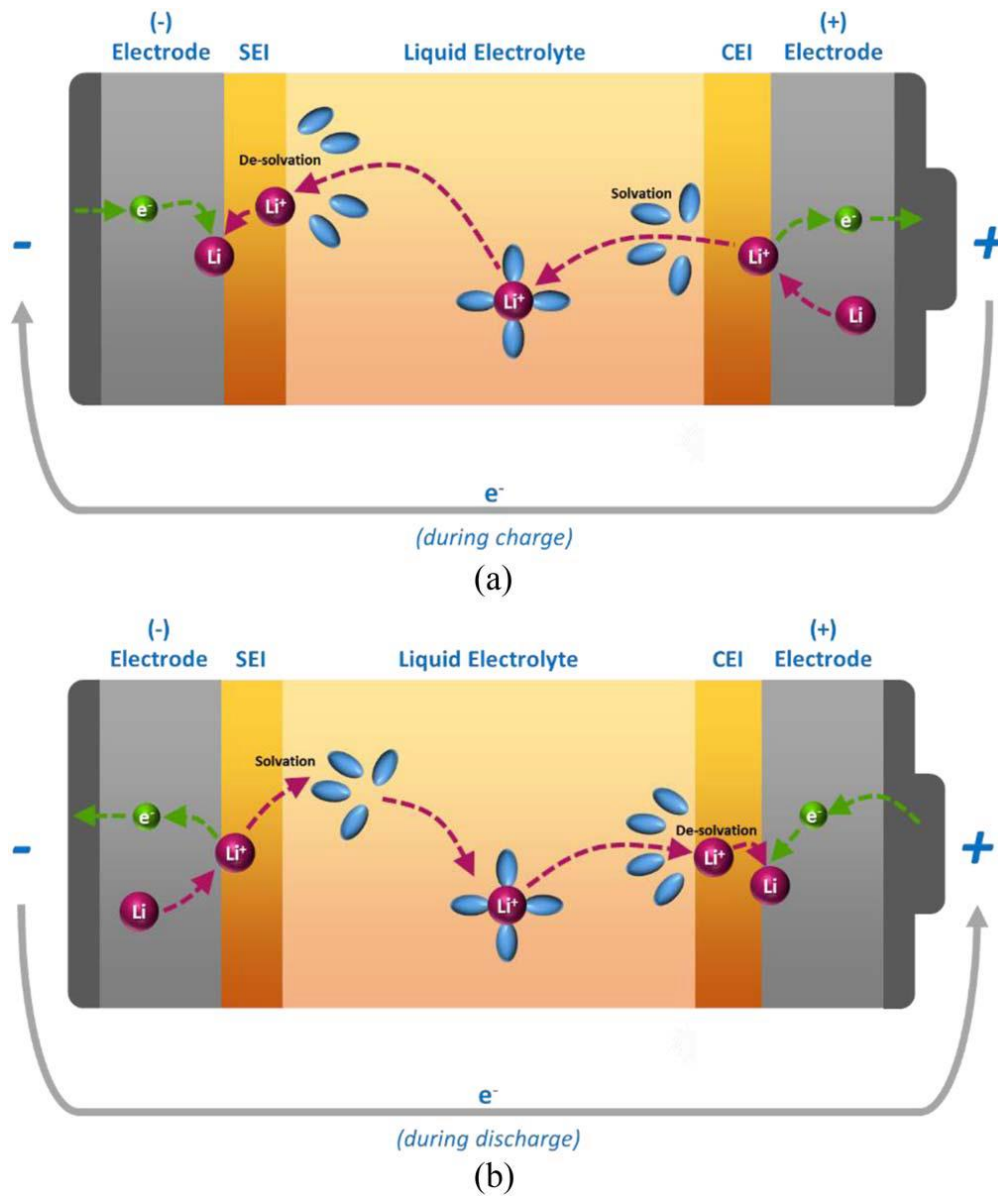 (-)
Electrode
SEI
Liquid Electrolyte
CEI
(+)
Electrode
De-solvation
Solvation
e⁻
Li⁺
Li
Li⁺
Li⁺
e⁻
Li
-
+
e⁻
(during charge)
(a)
(-)
Electrode
SEI
Liquid Electrolyte
CEI
(+)
Electrode
Solvation
De-solvation
e⁻
Li⁺
Li
Li⁺
Li⁺
e⁻
Li
-
+
e⁻
(during discharge)
(b)